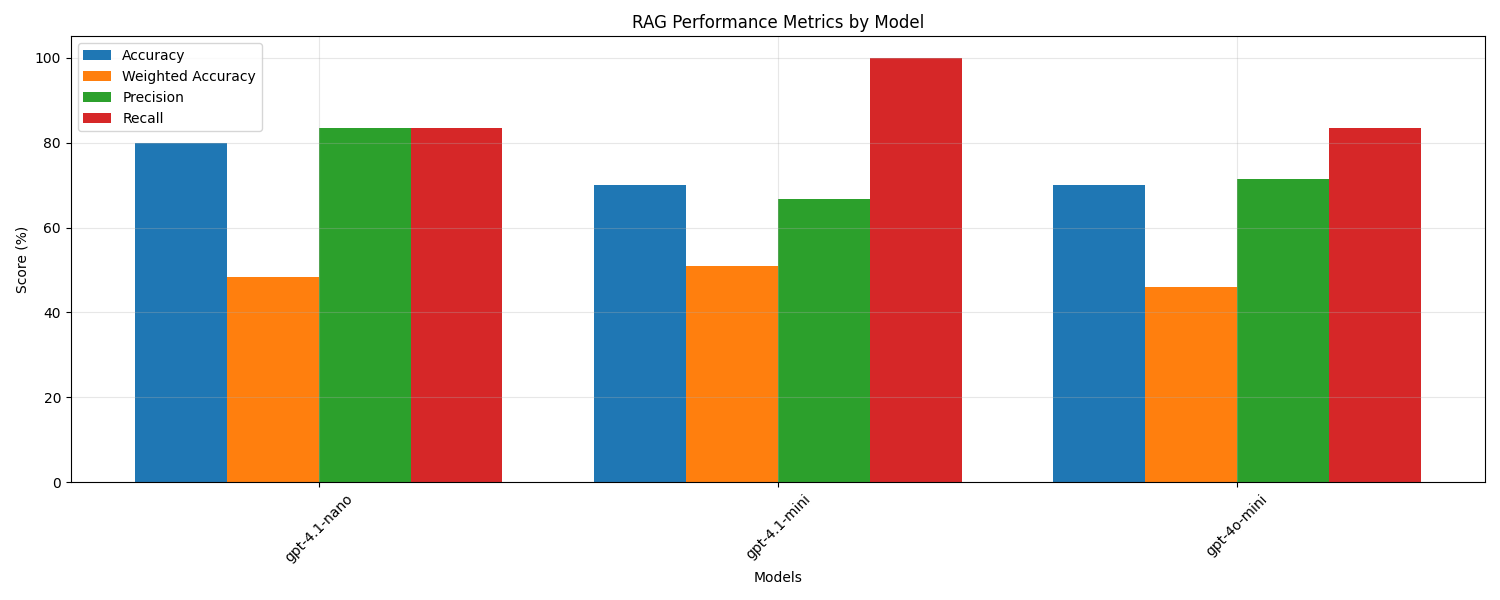 RAG Performance Metrics by Model
Accuracy
Weighted Accuracy
Precision
Recall
Score (%)
100
80
60
40
20
0
gpt-4.1-nano
gpt-4.1-mini
gpt-4o-mini
Models